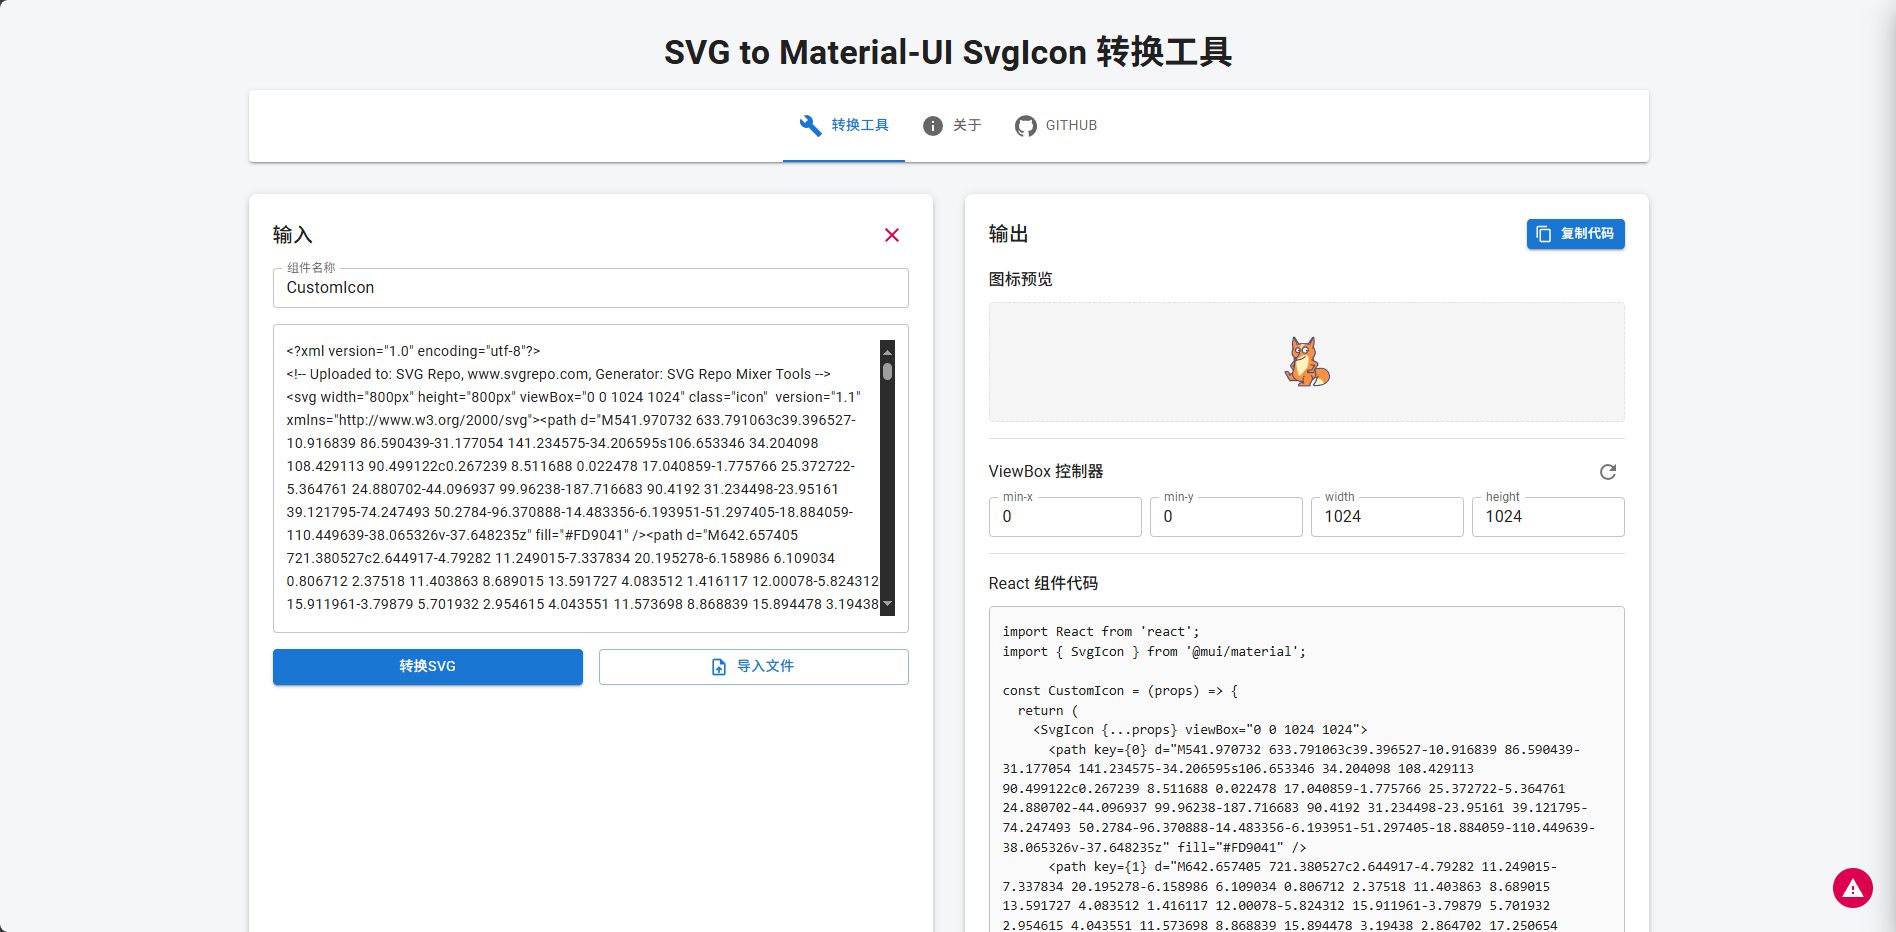 SVG to Material-UI SvgIcon 转换工具
转换工具
关于
GITHUB
输入
组件名称
CustomIcon
<?xml version="1.0" encoding="utf-8"?>
<!-- Uploaded to: SVG Repo, www.svgrepo.com, Generator: SVG Repo Mixer Tools -->
<svg width="800px" height="800px" viewBox="0 0 1024 1024" class="icon"  version="1.1"
xmlns="http://www.w3.org/2000/svg"><path d="M541.970732 633.791063c39.396527-
10.916839 86.590439-31.177054 141.234575-34.206595s106.653346 34.204098
108.429113 90.499122c0.267239 8.511688 0.022478 17.040859-1.775766 25.372722-
5.364761 24.880702-44.096937 99.96238-187.716683 90.4192 31.234498-23.95161
39.121795-74.247493 50.2784-96.370888-14.483356-6.193951-51.297405-18.884059-
110.449639-38.065326v-37.648235z" fill="#FD9041" /><path d="M642.657405
721.380527c2.644917-4.79282 11.249015-7.337834 20.195278-6.158986 6.109034
0.806712 2.37518 11.403863 8.689015 13.591727 4.083512 1.416117 12.00078-5.824312
15.911961-3.79879 5.701932 2.954615 4.043551 11.573698 8.868839 15.894478 3.19438
转换SVG
导入文件
输出
复制代码
图标预览
ViewBox 控制器
min-x
0
min-y
0
width
1024
height
1024
React 组件代码
import React from 'react';
import { SvgIcon } from '@mui/material';
const CustomIcon = (props) => {
return (
<SvgIcon {...props} viewBox="0 0 1024 1024">
<path key={0} d="M541.970732 633.791063c39.396527-10.916839 86.590439-
31.177054 141.234575-34.206595s106.653346 34.204098 108.429113
90.499122c0.267239 8.511688 0.022478 17.040859-1.775766 25.372722-5.364761
24.880702-44.096937 99.96238-187.716683 90.4192 31.234498-23.95161 39.121795-
74.247493 50.2784-96.370888-14.483356-6.193951-51.297405-18.884059-110.449639-
38.065326v-37.648235z" fill="#FD9041" />
<path key={1} d="M642.657405 721.380527c2.644917-4.79282 11.249015-
7.337834 20.195278-6.158986 6.109034 0.806712 2.37518 11.403863 8.689015
13.591727 4.083512 1.416117 12.00078-5.824312 15.911961-3.79879 5.701932
2.954615 4.043551 11.573698 8.868839 15.894478 3.19438 2.864702 17.250654